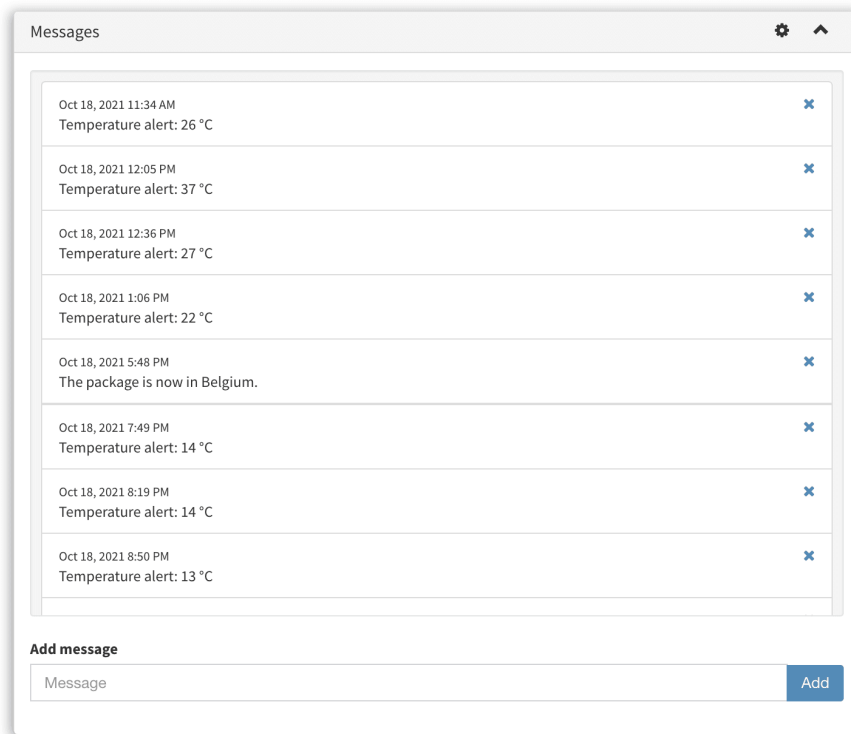 Messages
Oct 18, 2021 11:34 AM
Temperature alert: 26 °C
Oct 18, 2021 12:05 PM
Temperature alert: 37 °C
Oct 18, 2021 12:36 PM
Temperature alert: 27 °C
Oct 18, 2021 1:06 PM
Temperature alert: 22 °C
Oct 18, 2021 5:48 PM
The package is now in Belgium.
Oct 18, 2021 7:49 PM
Temperature alert: 14 °C
Oct 18, 2021 8:19 PM
Temperature alert: 14 °C
Oct 18, 2021 8:50 PM
Temperature alert: 13 °C
Add message
Message
Add